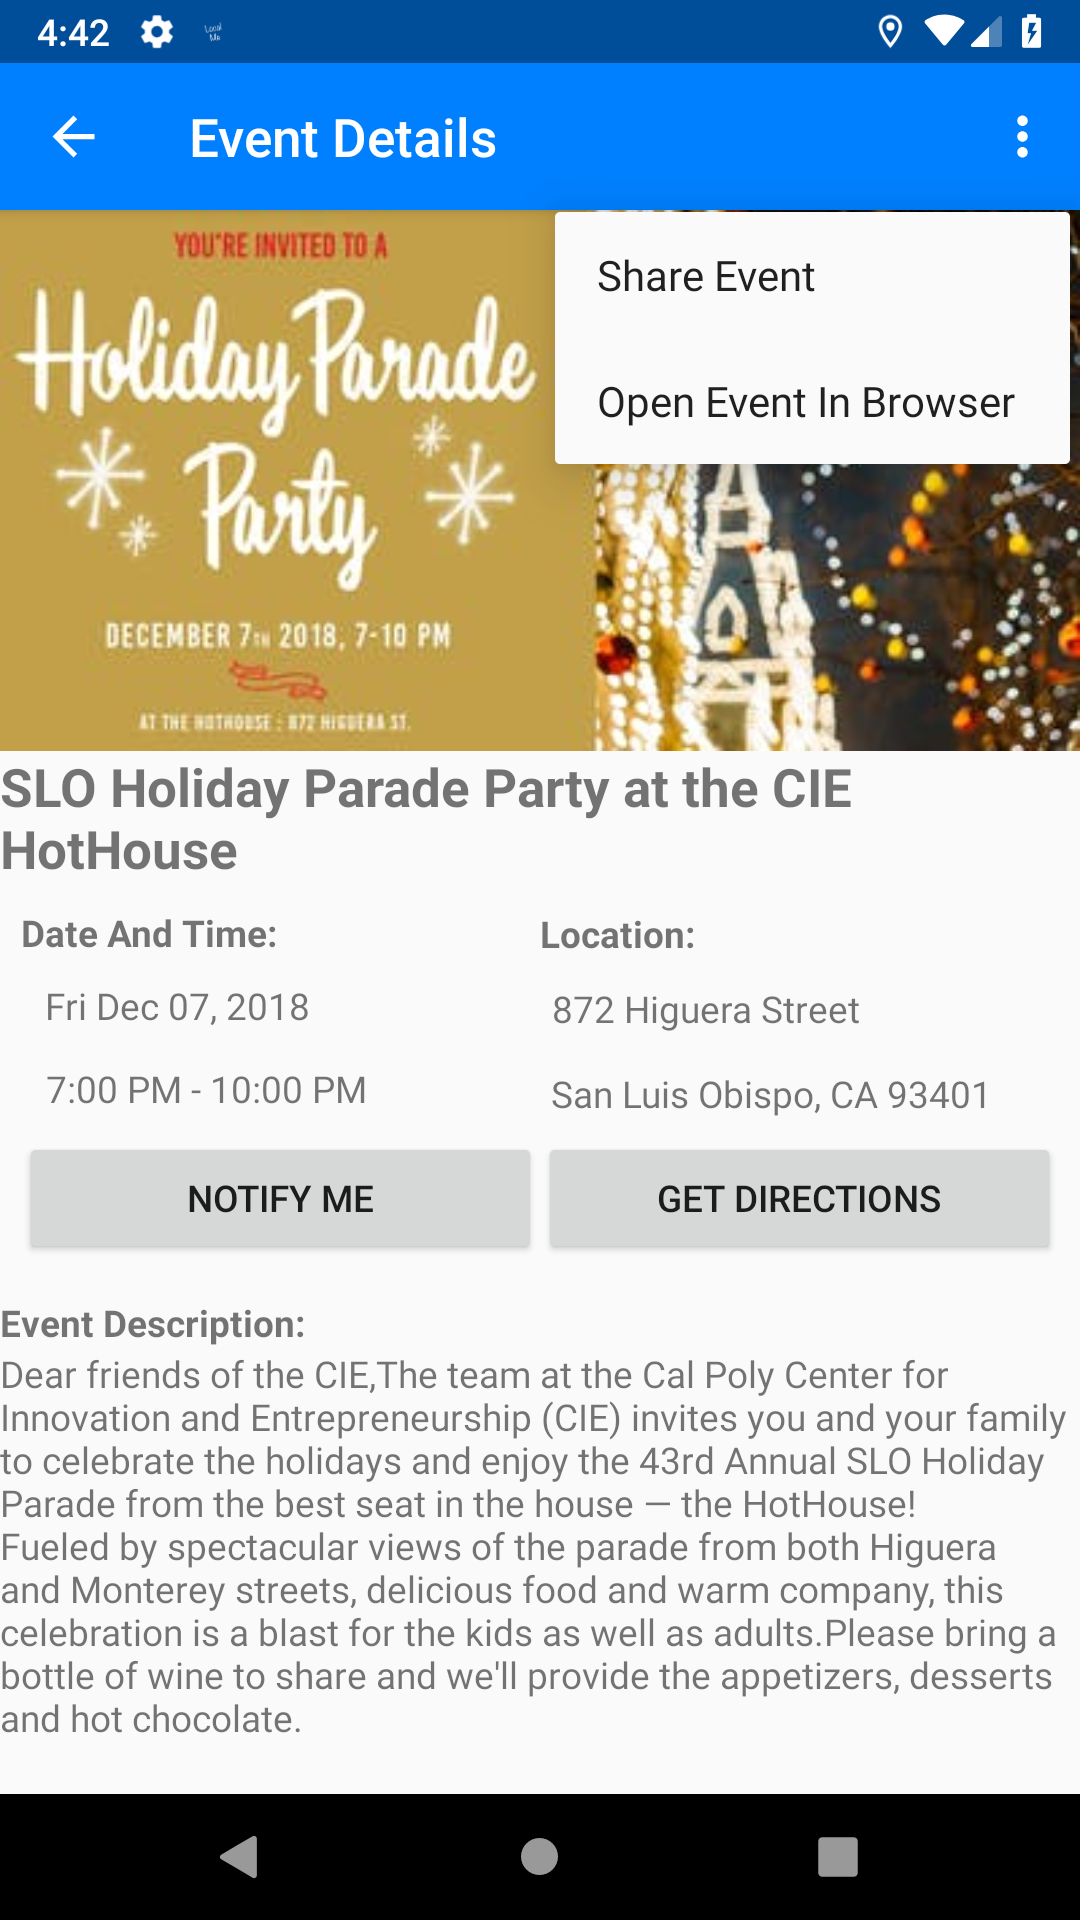 4:42
Local
Me
Event Details
Share Event
Open Event In Browser
YOU'RE INVITED TO A
Holiday Parade
Party
DECEMBER 7TH 2018, 7-10 PM
AT THE HOTHOUSE : 872 HIGUERA ST.
SLO Holiday Parade Party at the CIE
HotHouse
Date And Time:
Location:
Fri Dec 07, 2018
872 Higuera Street
7:00 PM - 10:00 PM
San Luis Obispo, CA 93401
NOTIFY ME
GET DIRECTIONS
Event Description:
Dear friends of the CIE,The team at the Cal Poly Center for
Innovation and Entrepreneurship (CIE) invites you and your family
to celebrate the holidays and enjoy the 43rd Annual SLO Holiday
Parade from the best seat in the house — the HotHouse!
Fueled by spectacular views of the parade from both Higuera
and Monterey streets, delicious food and warm company, this
celebration is a blast for the kids as well as adults.Please bring a
bottle of wine to share and we'll provide the appetizers, desserts
and hot chocolate.